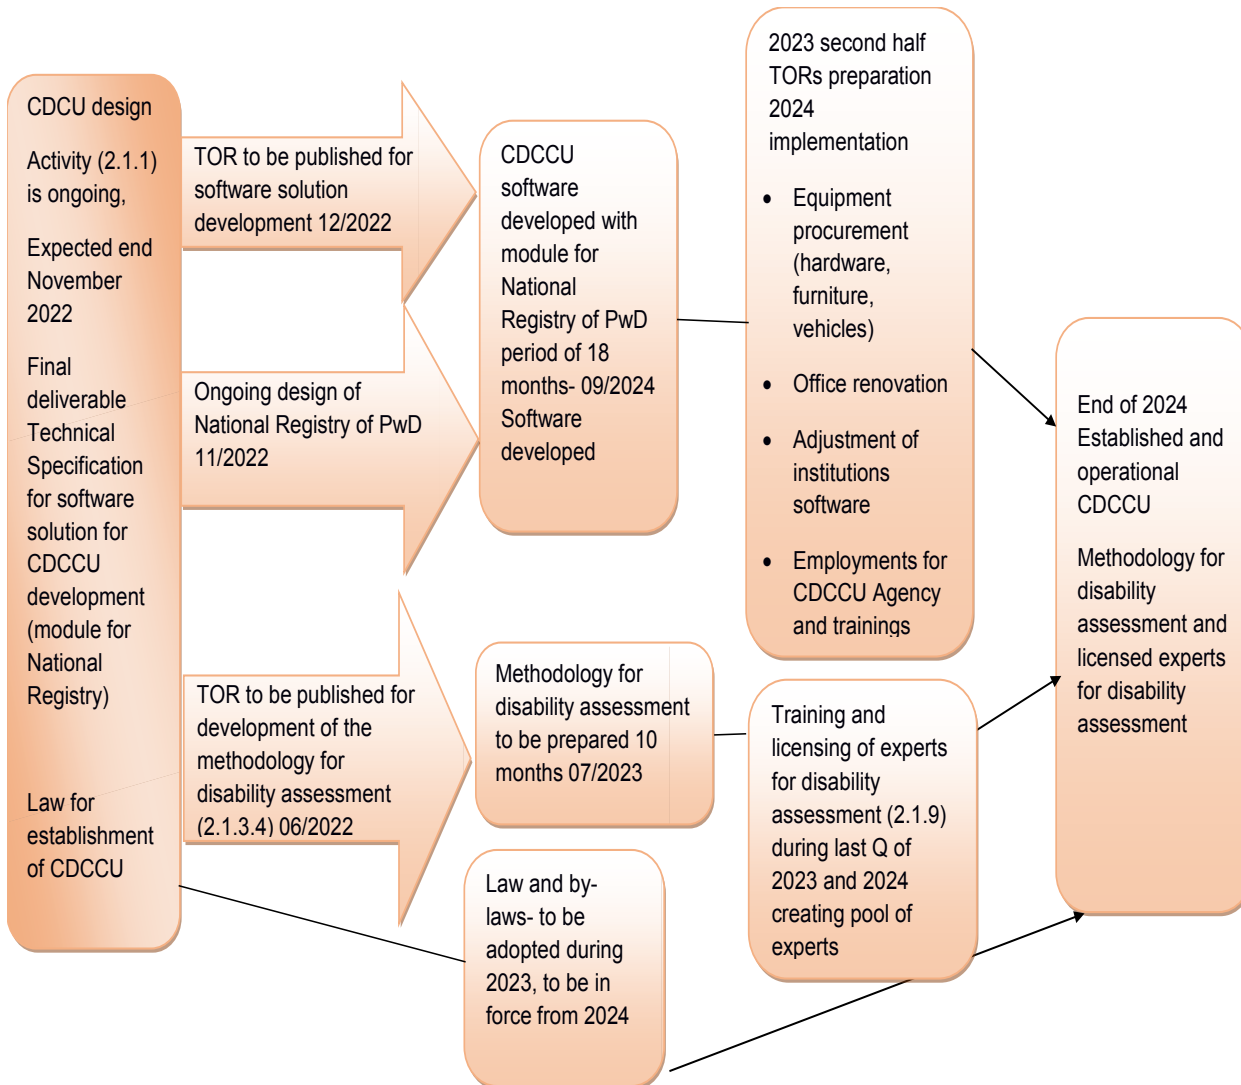 CDCU design
Activity (2.1.1)
is ongoing,
Expected end
November
2022
Final
deliverable
Technical
Specification
for software
solution for
CDCCU
development
(module for
National
Registry)
Law for
establishment
of CDCCU
TOR to be published for
software solution
development 12/2022
Ongoing design of
National Registry of PwD
11/2022
TOR to be published for
development of the
methodology for
disability assessment
(2.1.3.4) 06/2022
CDCCU
software
developed with
module for
National
Registry of PwD
period of 18
months- 09/2024
Software
developed
Methodology for
disability assessment
to be prepared 10
months 07/2023
Law and by-
laws- to be
adopted during
2023, to be in
force from 2024
2023 second half
TORs preparation
2024
implementation
• Equipment
procurement
(hardware,
furniture,
vehicles)
• Office renovation
• Adjustment of
institutions
software
• Employments for
CDCCU Agency
and trainings
Training and
licensing of experts
for disability
assessment (2.1.9)
during last Q of
2023 and 2024
creating pool of
experts
End of 2024
Established and
operational
CDCCU
Methodology for
disability
assessment and
licensed experts
for disability
assessment